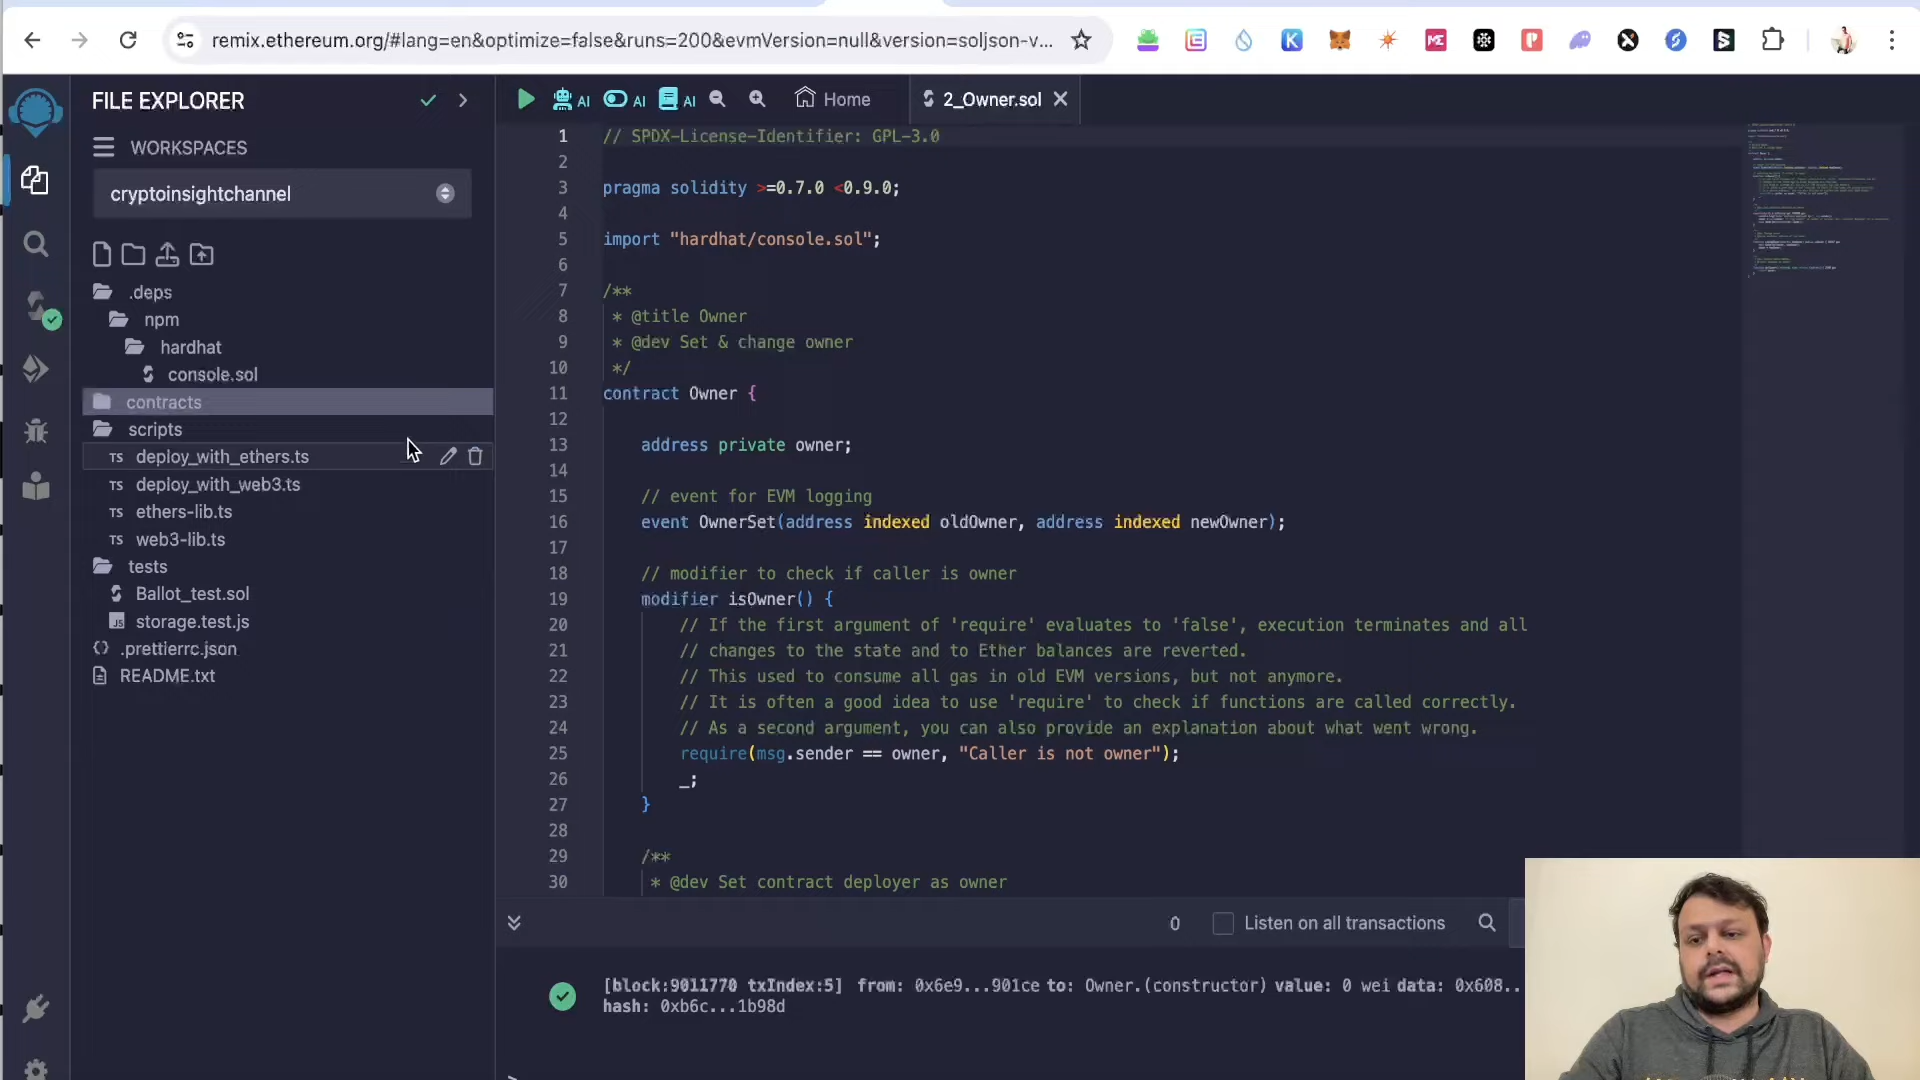 remix.ethereum.org/#lang=en&optimize=false&runs=200&evmVersion=null&version=soljson-v...
FILE EXPLORER
WORKSPACES
cryptoinsightchannel
.deps
npm
hardhat
console.sol
contracts
scripts
TS deploy_with_ethers.ts
TS deploy_with_web3.ts
TS ethers-lib.ts
TS web3-lib.ts
tests
Ballot_test.sol
JS storage.test.js
.prettierrc.json
README.txt
AI AI AI Home 2_Owner.sol
1 // SPDX-License-Identifier: GPL-3.0
2
3 pragma solidity >=0.7.0 <0.9.0;
4
5 import "hardhat/console.sol";
6
7 /**
8 * @title Owner
9 * @dev Set & change owner
10 */
11 contract Owner {
12
13 address private owner;
14
15 // event for EVM logging
16 event OwnerSet(address indexed oldOwner, address indexed newOwner);
17
18 // modifier to check if caller is owner
19 modifier isOwner() {
20 // If the first argument of 'require' evaluates to 'false', execution terminates and all
21 // changes to the state and to Ether balances are reverted.
22 // This used to consume all gas in old EVM versions, but not anymore.
23 // It is often a good idea to use 'require' to check if functions are called correctly.
24 // As a second argument, you can also provide an explanation about what went wrong.
25 require(msg.sender == owner, "Caller is not owner");
26 _;
27 }
28
29 /**
30 * @dev Set contract deployer as owner
0 Listen on all transactions
[block:9011770 txIndex:5] from: 0x6e9...901ce to: Owner.(constructor) value: 0 wei data: 0x608..
hash: 0xb6c...1b98d